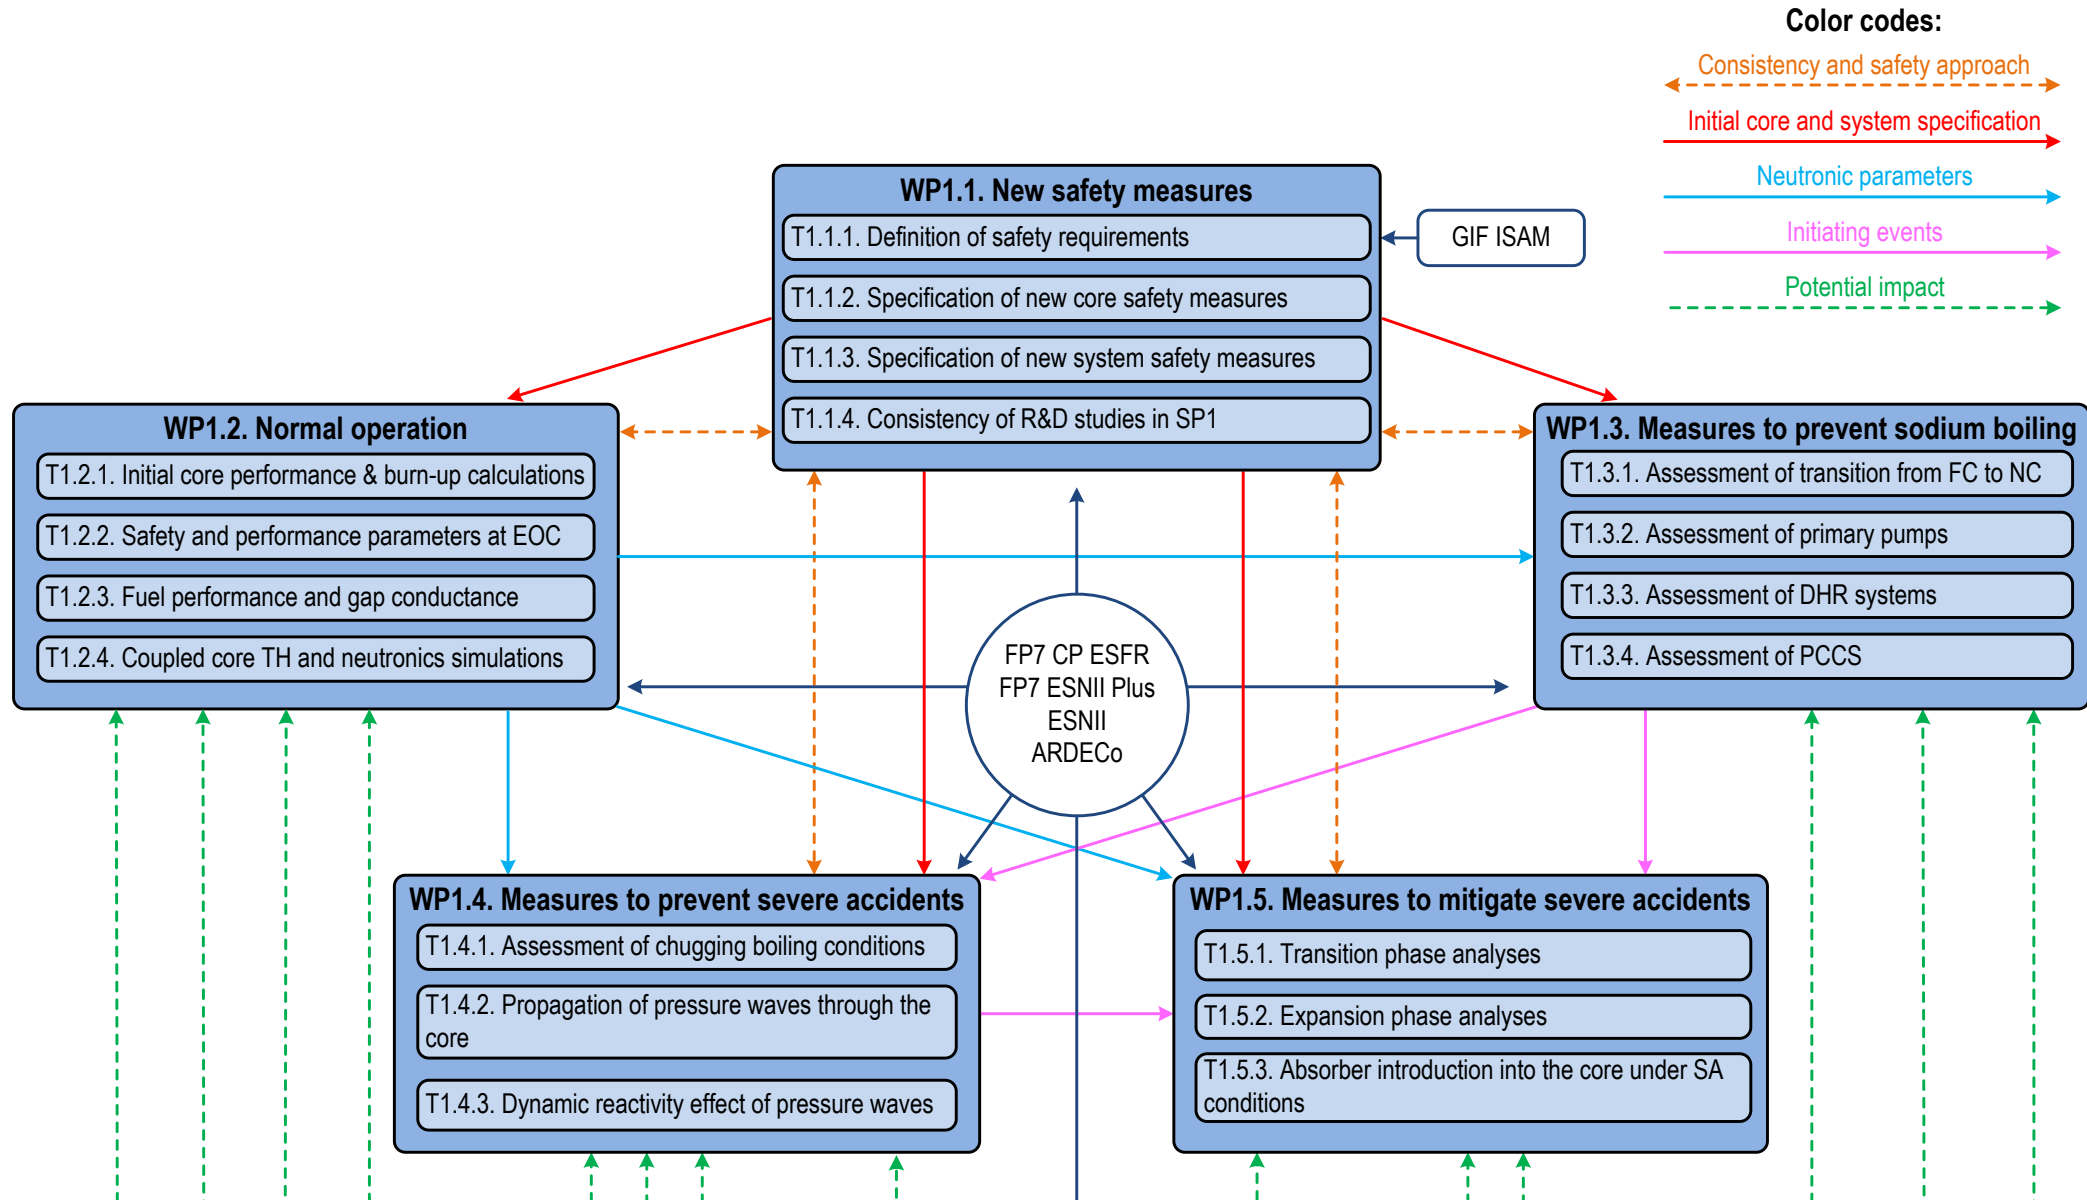 Color codes:
Consistency and safety approach
Initial core and system specification
Neutronic parameters
Initiating events
Potential impact
WP1.1. New safety measures
T1.1.1. Definition of safety requirements
T1.1.2. Specification of new core safety measures
T1.1.3. Specification of new system safety measures
T1.1.4. Consistency of R&D studies in SP1
GIF ISAM
WP1.2. Normal operation
T1.2.1. Initial core performance & burn-up calculations
T1.2.2. Safety and performance parameters at EOC
T1.2.3. Fuel performance and gap conductance
T1.2.4. Coupled core TH and neutronics simulations
WP1.3. Measures to prevent sodium boiling
T1.3.1. Assessment of transition from FC to NC
T1.3.2. Assessment of primary pumps
T1.3.3. Assessment of DHR systems
T1.3.4. Assessment of PCCS
FP7 CP ESFR
FP7 ESNII Plus
ESNII
ARDECo
WP1.4. Measures to prevent severe accidents
T1.4.1. Assessment of chugging boiling conditions
T1.4.2. Propagation of pressure waves through the
core
T1.4.3. Dynamic reactivity effect of pressure waves
WP1.5. Measures to mitigate severe accidents
T1.5.1. Transition phase analyses
T1.5.2. Expansion phase analyses
T1.5.3. Absorber introduction into the core under SA
conditions